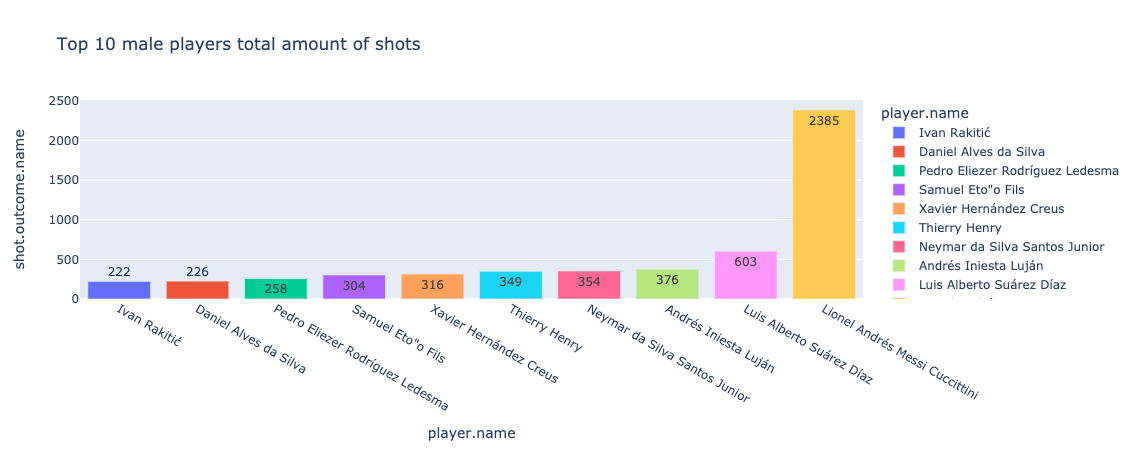 Top 10 male players total amount of shots
shot.outcome.name
2500
2000
1500
1000
500
0
222
226
258
304
316
349
354
376
603
2385
Ivan Rakitić
Daniel Alves da Silva
Pedro Eliezer Rodríguez Ledesma
Samuel Eto"o Fils
Xavier Hernández Creus
Thierry Henry
Neymar da Silva Santos Junior
Andrés Iniesta Luján
Luis Alberto Suárez Díaz
Lionel Andrés Messi Cuccittini
player.name
player.name
Ivan Rakitić
Daniel Alves da Silva
Pedro Eliezer Rodríguez Ledesma
Samuel Eto"o Fils
Xavier Hernández Creus
Thierry Henry
Neymar da Silva Santos Junior
Andrés Iniesta Luján
Luis Alberto Suárez Díaz